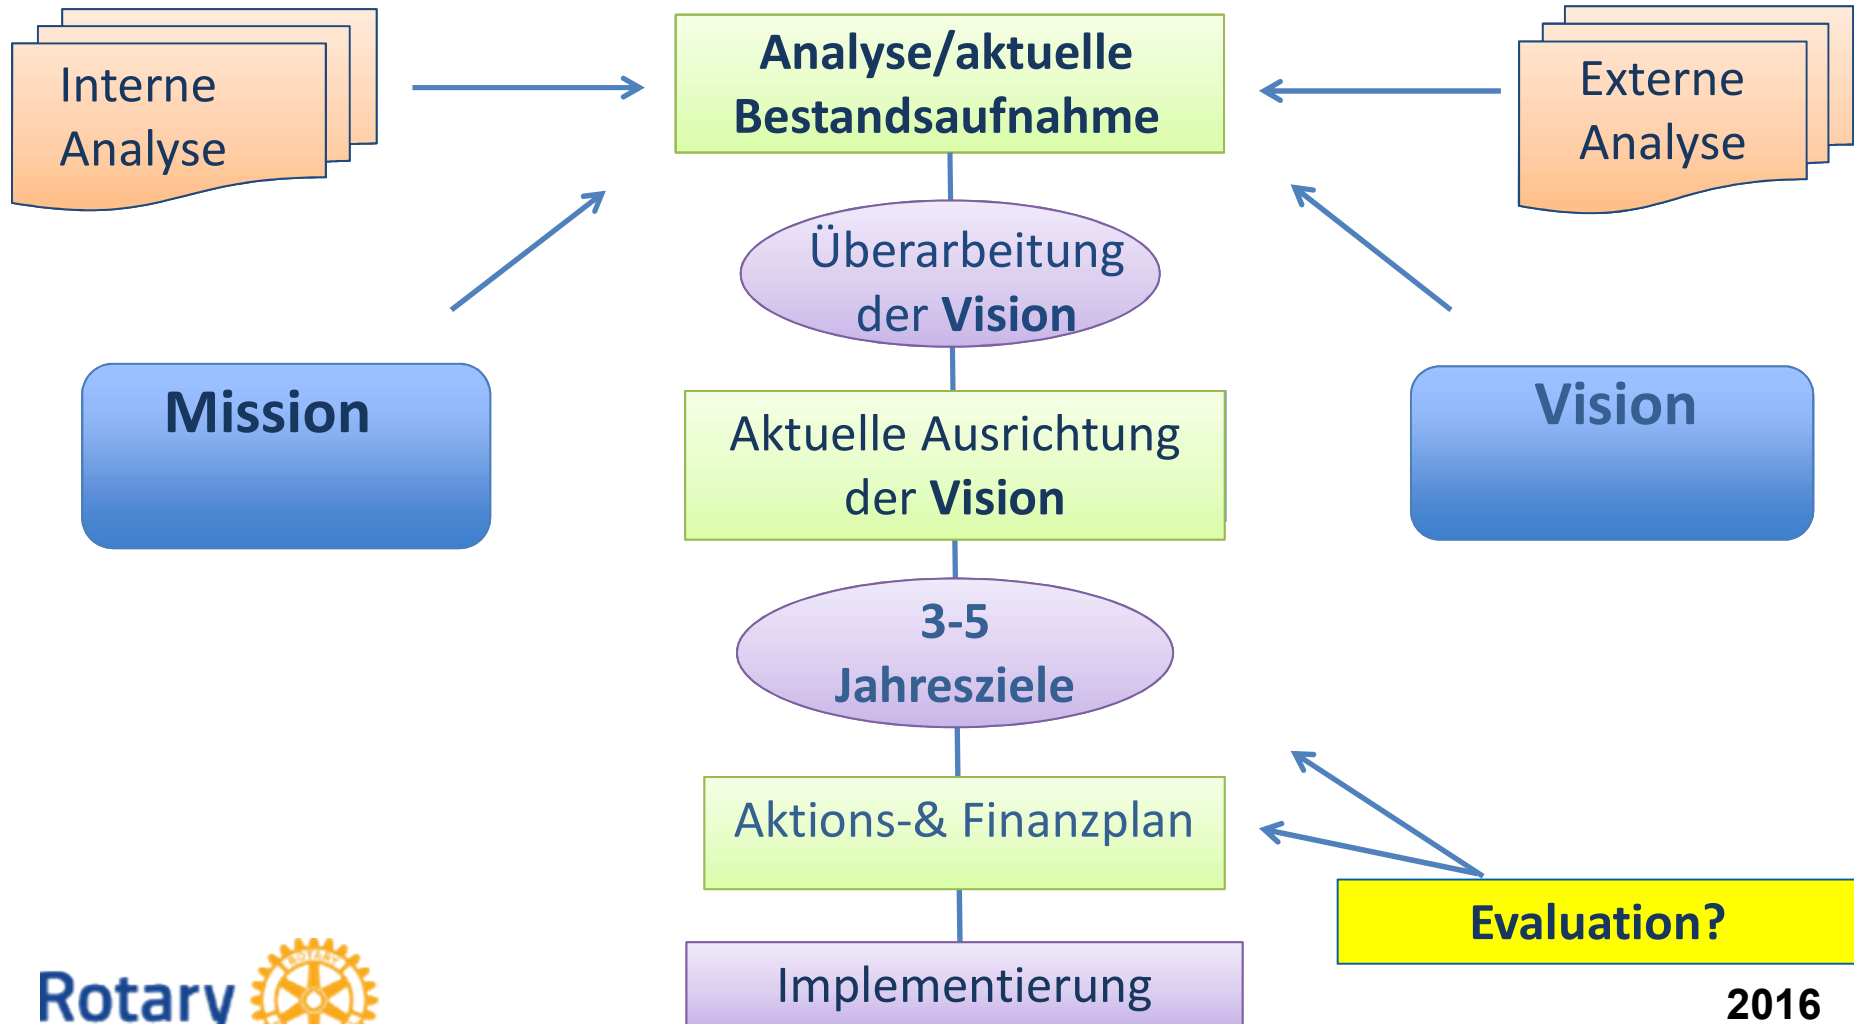 Interne
Analyse
Analyse/aktuelle
Bestandsaufnahme
Externe
Analyse
Überarbeitung
der Vision
Mission
Vision
Aktuelle Ausrichtung
der Vision
3-5
Jahresziele
Aktions-& Finanzplan
Evaluation?
Implementierung
Rotary
ROTARY
2016